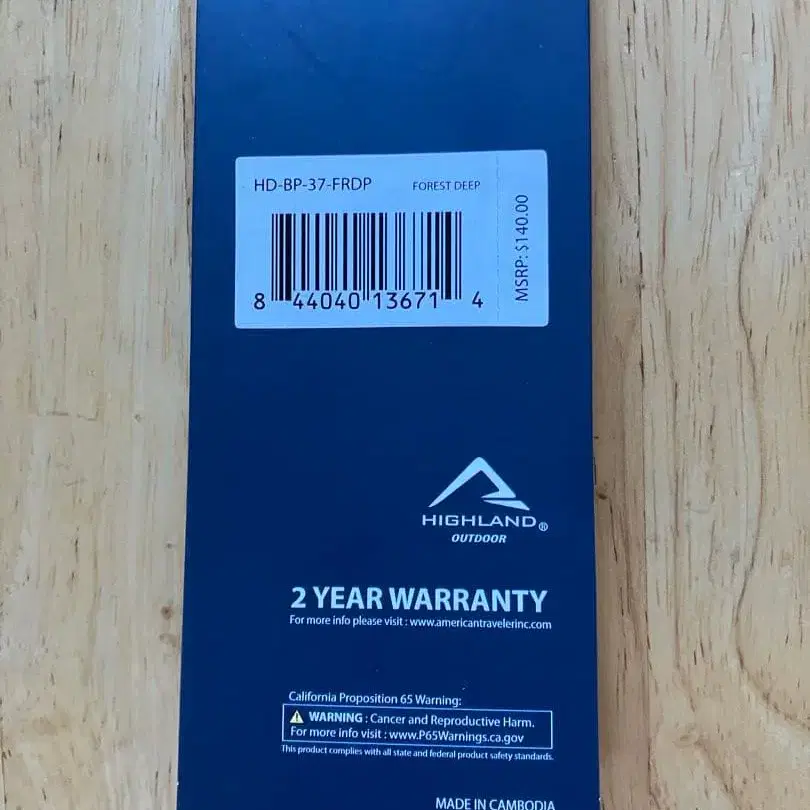 HD-BP-37-FRDP FOREST DEEP
MSRP: $140.00
8 44040 13671 4
HIGHLAND®
OUTDOOR
2 YEAR WARRANTY
For more info please visit : www.americantravelerinc.com
California Proposition 65 Warning:
WARNING : Cancer and Reproductive Harm.
For more info visit : www.P65Warnings.ca.gov
This product complies with all state and federal product safety standards.
MADE IN CAMBODIA